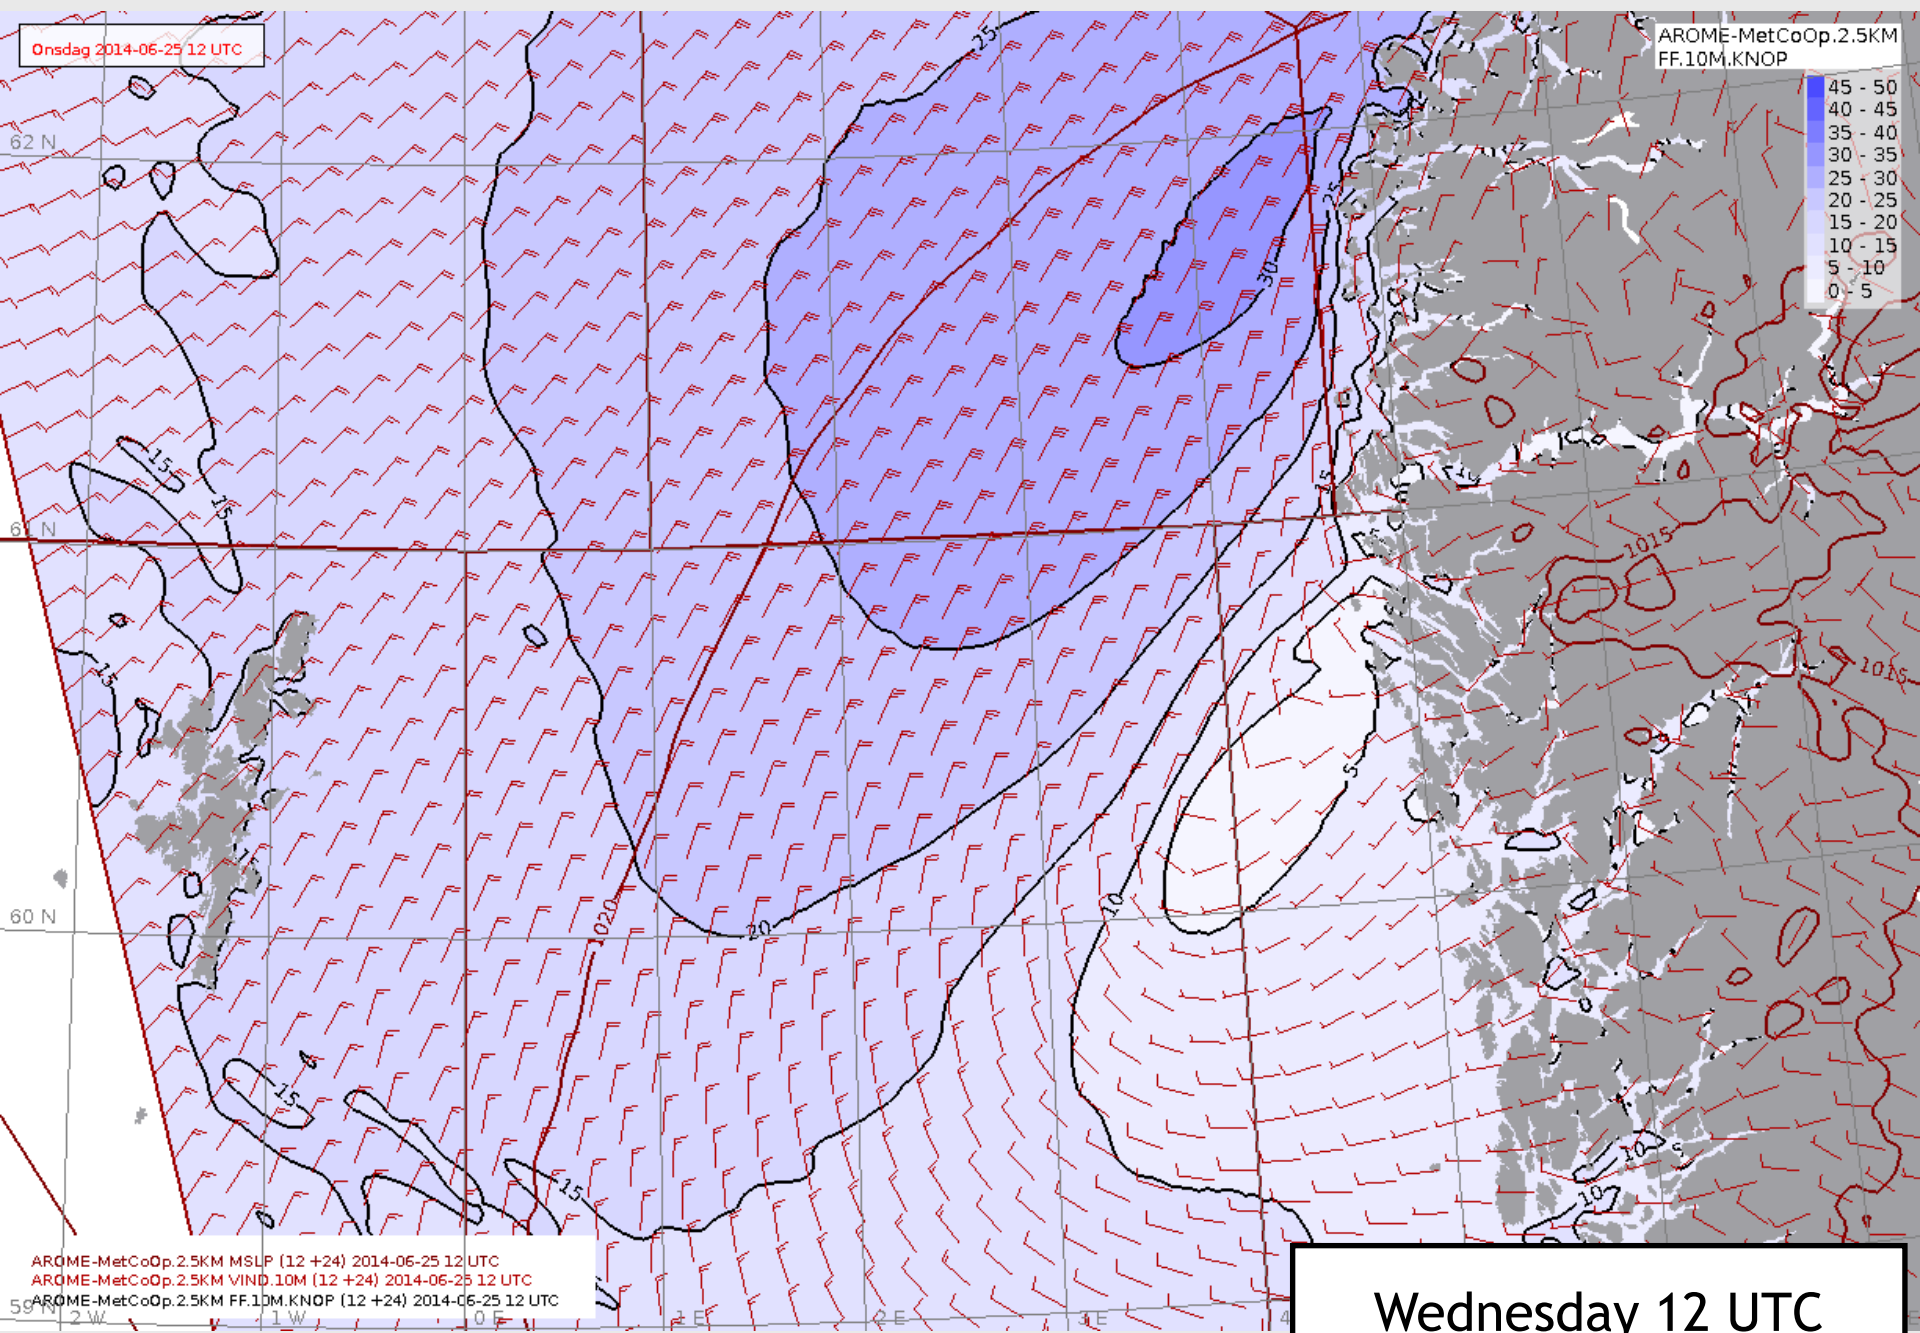 Onsdag 2014-06-25 12 UTC
AROME-MetCoOp.2.5KM
FF.10M.KNOP
45 - 50
40 - 45
35 - 40
30 - 35
25 - 30
20 - 25
15 - 20
10 - 15
5 - 10
0 - 5
25
62 N
25
30
15
15
15
61 N
10
1015
5
15
1015
5
15
10
60 N
1020
20
15
15
10
5
10
AROME-MetCoOp.2.5KM MSLP (12 +24) 2014-06-25 12 UTC
AROME-MetCoOp.2.5KM VIND.10M (12 +24) 2014-06-25 12 UTC
AROME-MetCoOp.2.5KM FF.10M.KNOP (12 +24) 2014-06-25 12 UTC
59 N
2 W
1 W
0 E
1 E
2 E
3 E
4
Wednesday 12 UTC